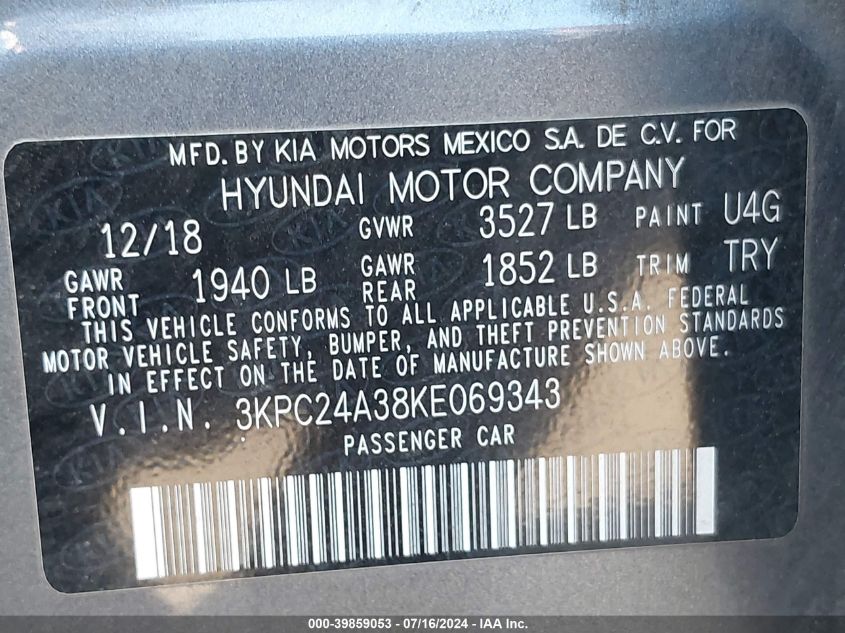 MFD. BY KIA MOTORS MEXICO S.A. DE C.V. FOR
HYUNDAI MOTOR COMPANY
12/18 GVWR 3527 LB PAINT U4G
GAWR FRONT 1940 LB GAWR REAR 1852 LB TRIM TRY
THIS VEHICLE CONFORMS TO ALL APPLICABLE U.S.A. FEDERAL
MOTOR VEHICLE SAFETY, BUMPER, AND THEFT PREVENTION STANDARDS
IN EFFECT ON THE DATE OF MANUFACTURE SHOWN ABOVE.
V.I.N. 3KPC24A38KE069343
PASSENGER CAR
000-39859053 - 07/16/2024 - IAA Inc.